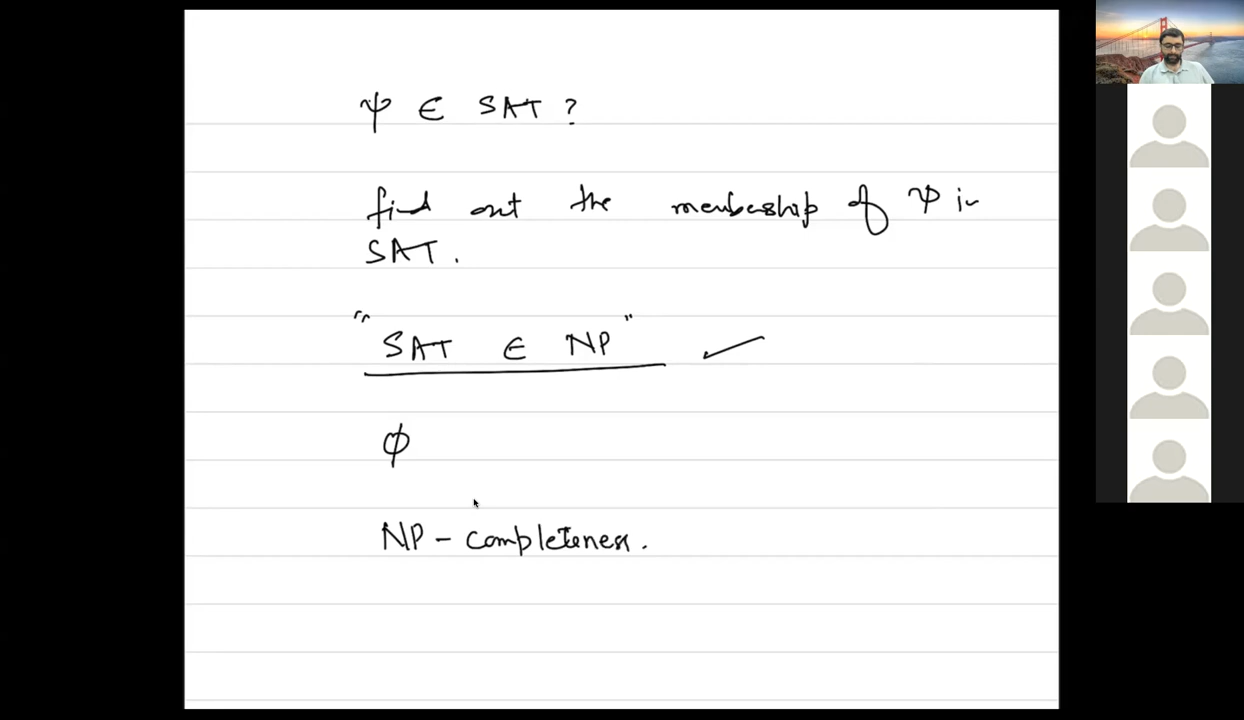 ψ ∈ SAT ?
find out the membership of ψ in
SAT.
"SAT ∈ NP" ✓
φ
NP - completeness.